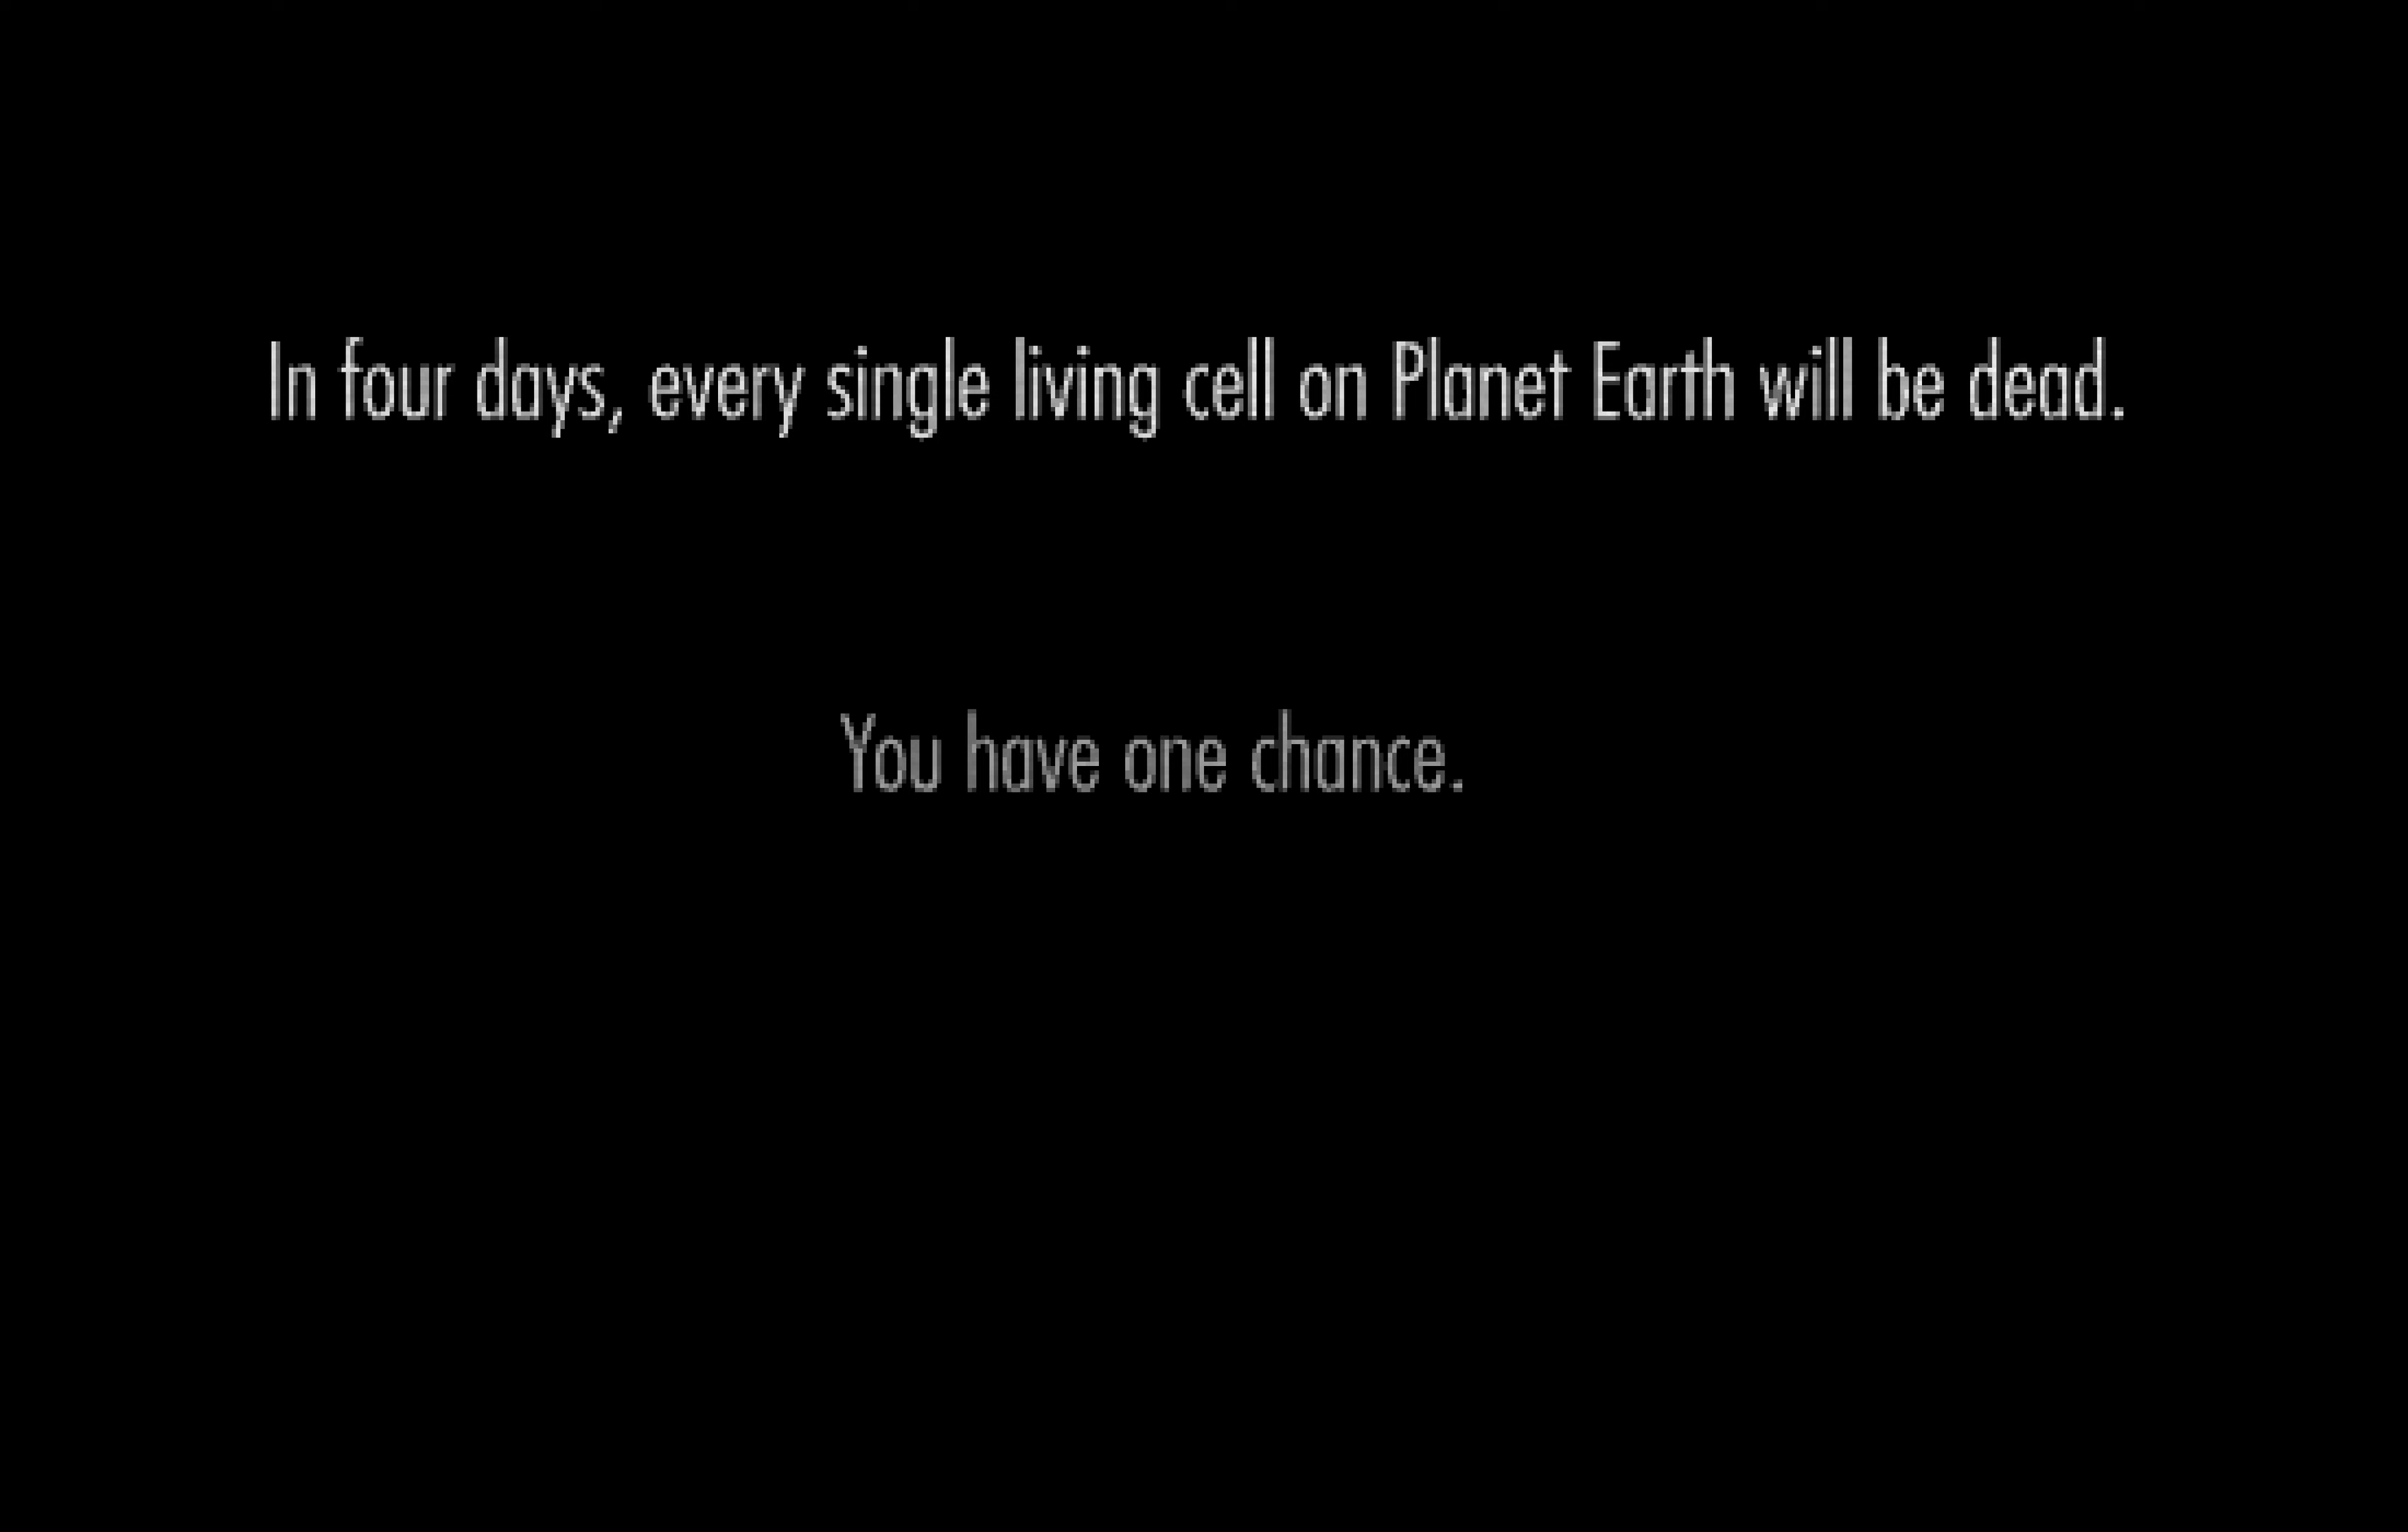 In four days, every single living cell on Planet Earth will be dead.
You have one chance.